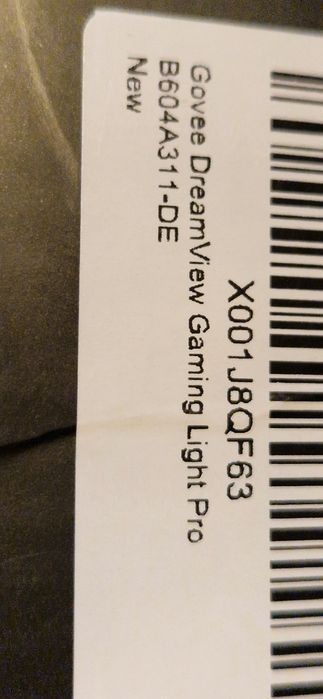 X001J8QF63
Govee DreamView Gaming Light Pro
B604A311-DE
New